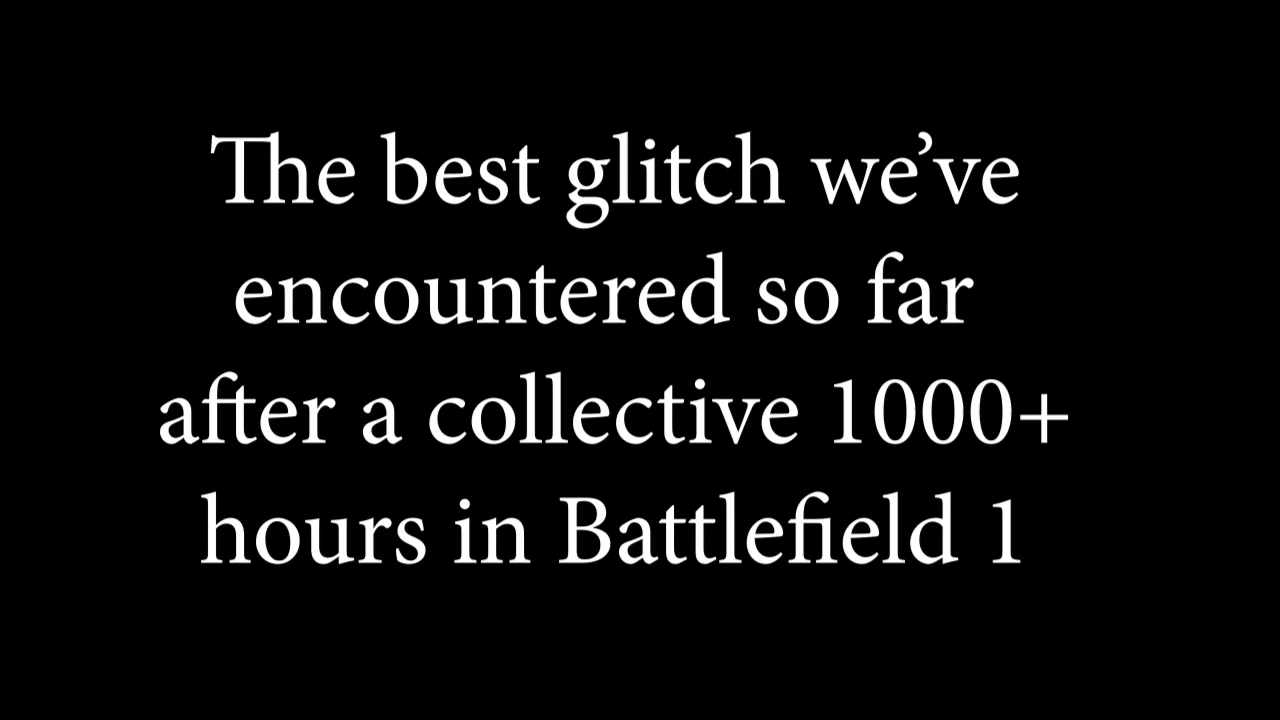 The best glitch we’ve
encountered so far
after a collective 1000+
hours in Battlefield 1